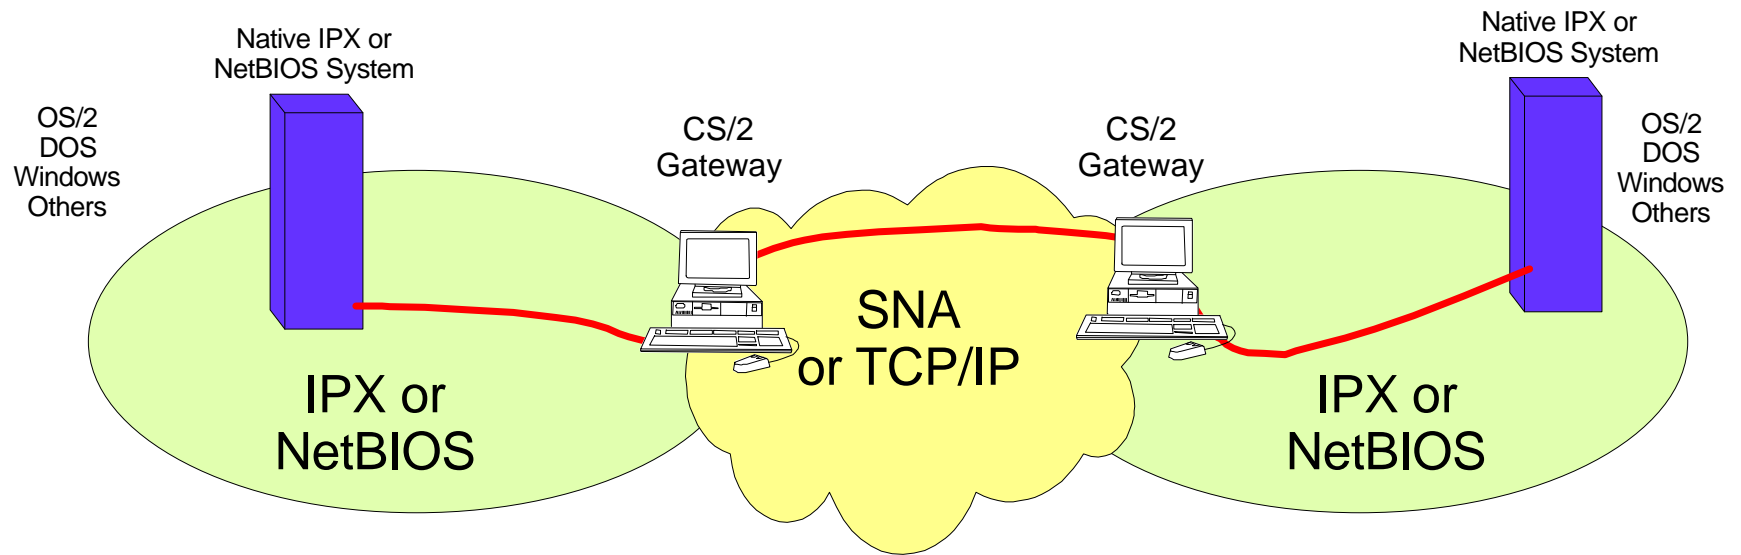 Native IPX or
NetBIOS System
OS/2
DOS
Windows
Others
CS/2
Gateway
IPX or
NetBIOS
SNA
or TCP/IP
CS/2
Gateway
Native IPX or
NetBIOS System
OS/2
DOS
Windows
Others
IPX or
NetBIOS